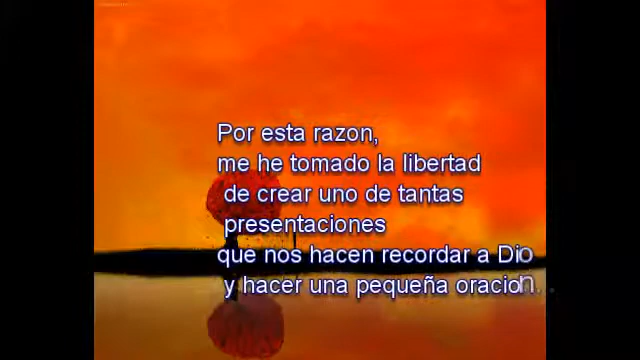 Por esta razon,
me he tomado la libertad
de crear uno de tantas
presentaciones
que nos hacen recordar a Dio
y hacer una pequeña oracion. .